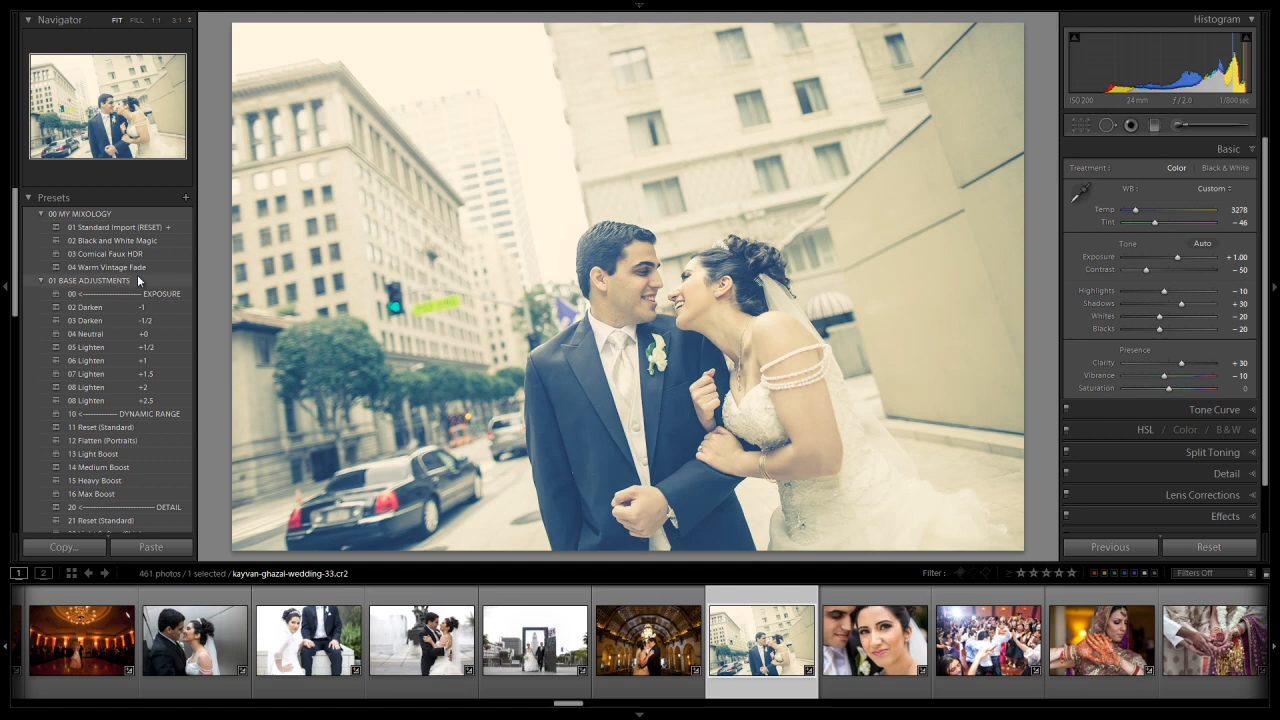 Navigator FIT FILL 1:1 3:1
Presets +
00 MY MIXOLOGY
01 Standard Import (RESET) +
02 Black and White Magic
03 Comical Faux HDR
04 Warm Vintage Fade
01 BASE ADJUSTMENTS
00 <-------------------- EXPOSURE
02 Darken -1
03 Darken -1/2
04 Neutral +0
05 Lighten +1/2
06 Lighten +1
07 Lighten +1.5
08 Lighten +2
08 Lighten +2.5
10 <------------ DYNAMIC RANGE
11 Reset (Standard)
12 Flatten (Portraits)
13 Light Boost
14 Medium Boost
15 Heavy Boost
16 Max Boost
20 <------------------------- DETAIL
21 Reset (Standard)
Copy... Paste
Histogram
ISO 200 24 mm ƒ / 2.0 1/800 sec
Basic
Treatment : Color Black & White
WB : Custom
Temp 3278
Tint - 46
Tone Auto
Exposure + 1.00
Contrast - 50
Highlights - 10
Shadows + 30
Whites - 20
Blacks - 20
Presence
Clarity + 30
Vibrance - 10
Saturation 0
Tone Curve
HSL / Color / B & W
Split Toning
Detail
Lens Corrections
Effects
Previous Reset
1 2 461 photos / 1 selected / kayvan-ghazal-wedding-33.cr2 Filter : Filters Off